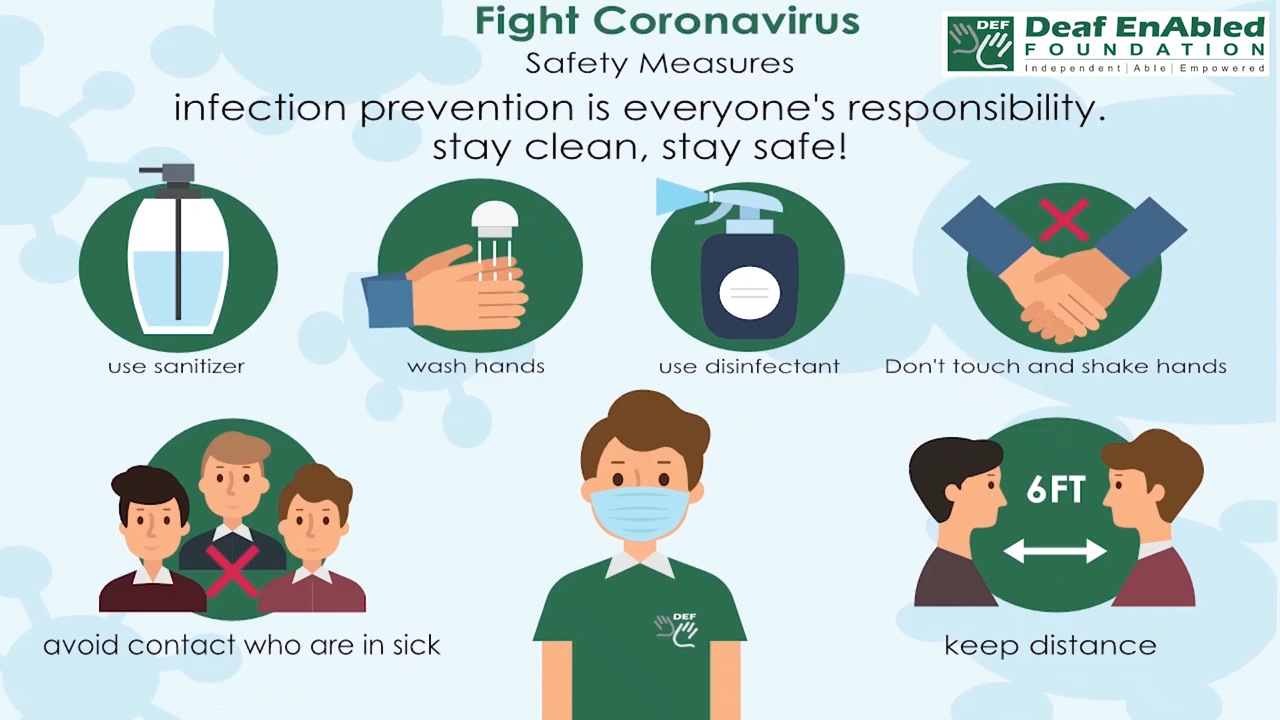 Fight Coronavirus
DEF
Deaf EnAbled
FOUNDATION
Independent | Able | Empowered
Safety Measures
infection prevention is everyone's responsibility.
stay clean, stay safe!
use sanitizer
wash hands
use disinfectant
Don't touch and shake hands
6FT
DEF
avoid contact who are in sick
keep distance